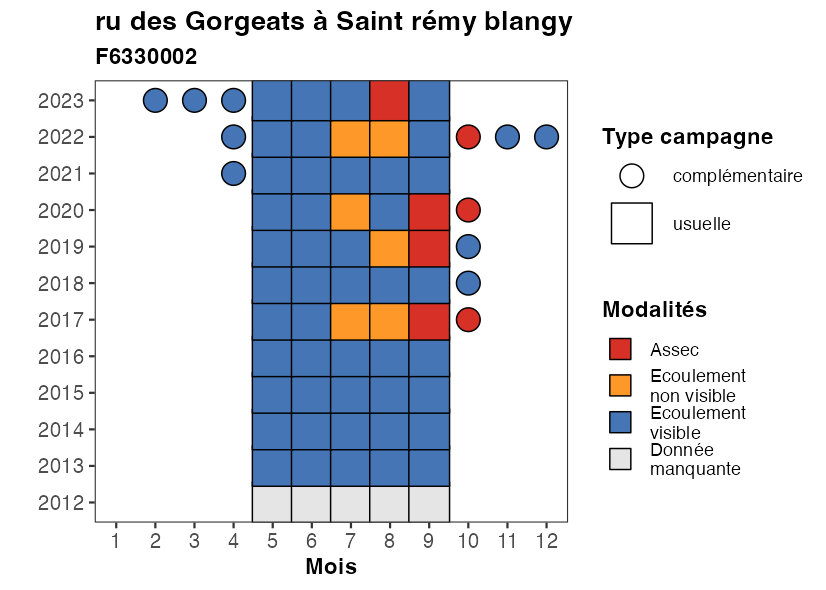 ru des Gorgeats à Saint rémy blangy
F6330002
2023
2022
2021
2020
2019
2018
2017
2016
2015
2014
2013
2012
1 2 3 4 5 6 7 8 9 10 11 12
Mois
Type campagne
complémentaire
usuelle
Modalités
Assec
Ecoulement
non visible
Ecoulement
visible
Donnée
manquante